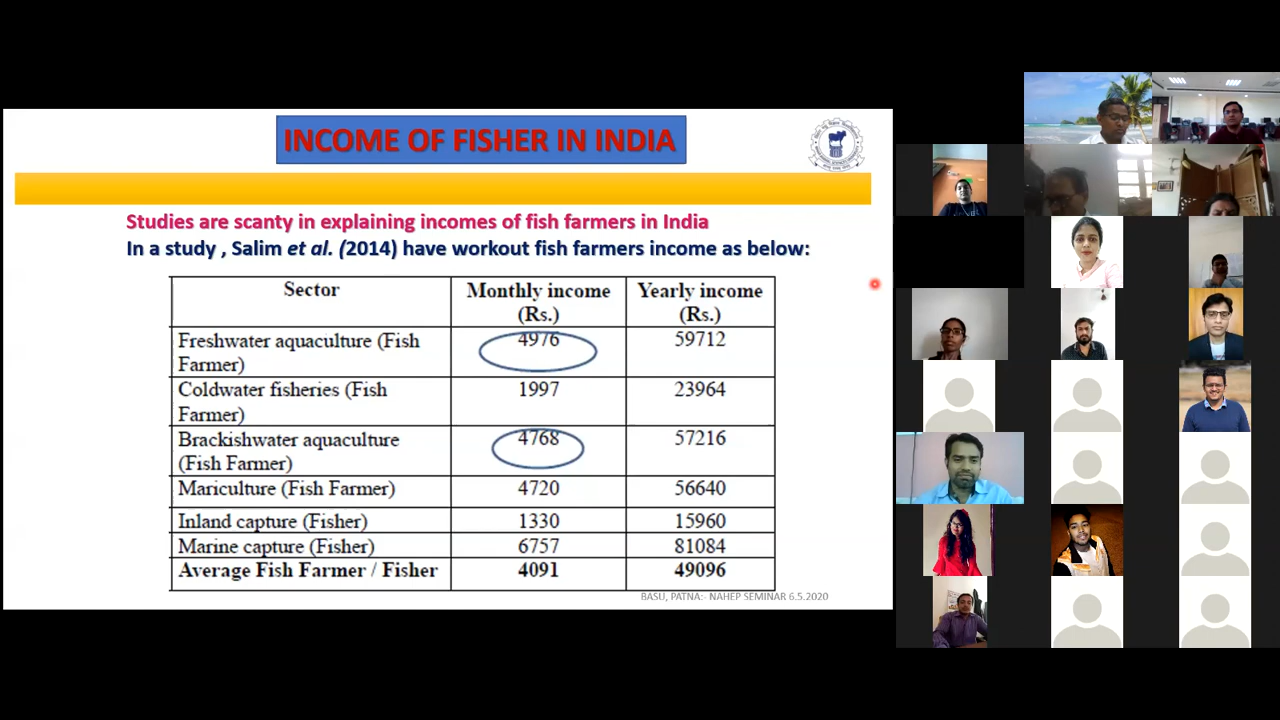 INCOME OF FISHER IN INDIA
Studies are scanty in explaining incomes of fish farmers in India
In a study , Salim et al. (2014) have workout fish farmers income as below:
Sector Monthly income (Rs.) Yearly income (Rs.)
Freshwater aquaculture (Fish Farmer) 4976 59712
Coldwater fisheries (Fish Farmer) 1997 23964
Brackishwater aquaculture (Fish Farmer) 4768 57216
Mariculture (Fish Farmer) 4720 56640
Inland capture (Fisher) 1330 15960
Marine capture (Fisher) 6757 81084
Average Fish Farmer / Fisher 4091 49096
BASU, PATNA:- NAHEP SEMINAR 6.5.2020